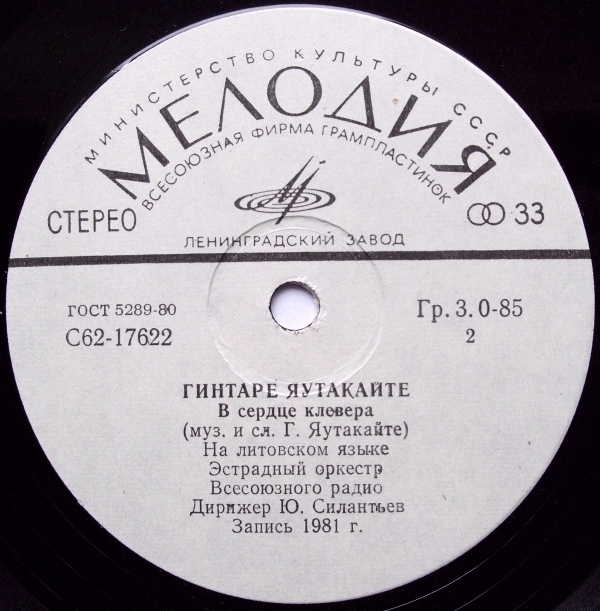 МИНИСТЕРСТВО КУЛЬТУРЫ СССР
МЕЛОДИЯ
ВСЕСОЮЗНАЯ ФИРМА ГРАМПЛАСТИНОК
СТЕРЕО
33
ЛЕНИНГРАДСКИЙ ЗАВОД
ГОСТ 5289-80
Гр. 3.0-85
С62-17622
2
ГИНТАРЕ ЯУТАКАЙТЕ
В сердце клевера
(муз. и сл. Г. Яутакайте)
На литовском языке
Эстрадный оркестр
Всесоюзного радио
Дирижер Ю. Силантьев
Запись 1981 г.